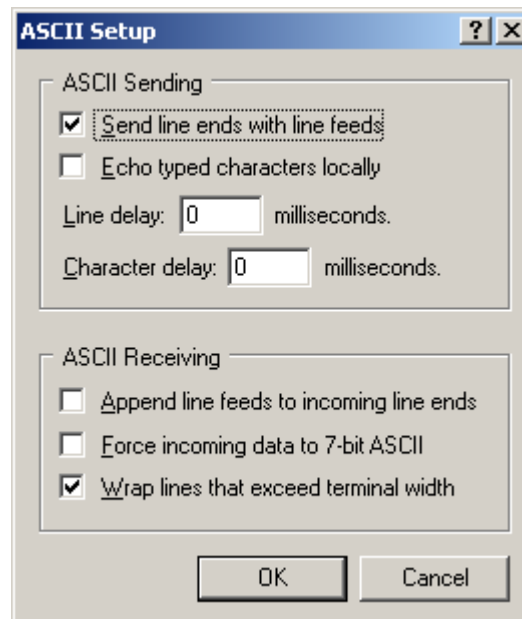 ASCII Setup
ASCII Sending
Send line ends with line feeds
Echo typed characters locally
Line delay: 0 milliseconds.
Character delay: 0 milliseconds.
ASCII Receiving
Append line feeds to incoming line ends
Force incoming data to 7-bit ASCII
Wrap lines that exceed terminal width
OK Cancel